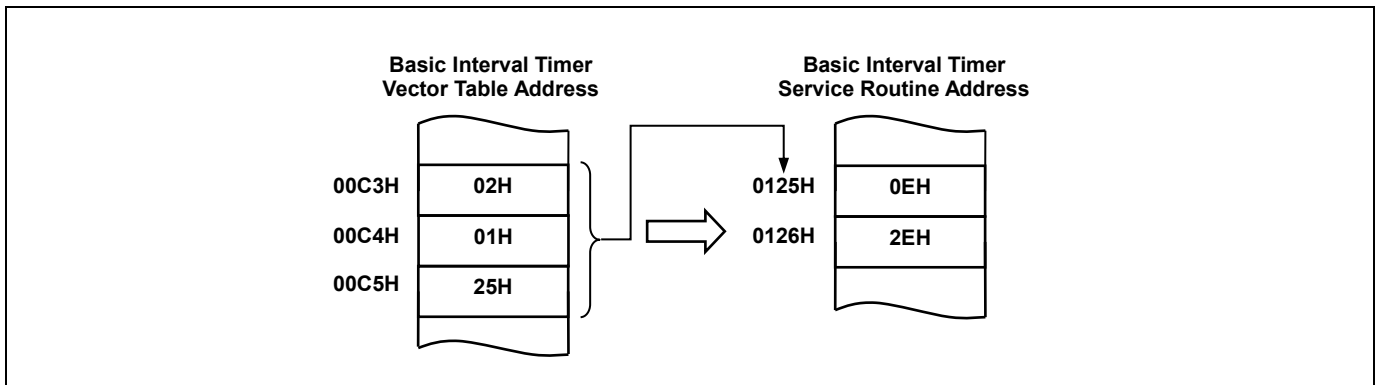 Basic Interval Timer
Vector Table Address
Basic Interval Timer
Service Routine Address
00C3H 02H
0125H 0EH
00C4H 01H
0126H 2EH
00C5H 25H